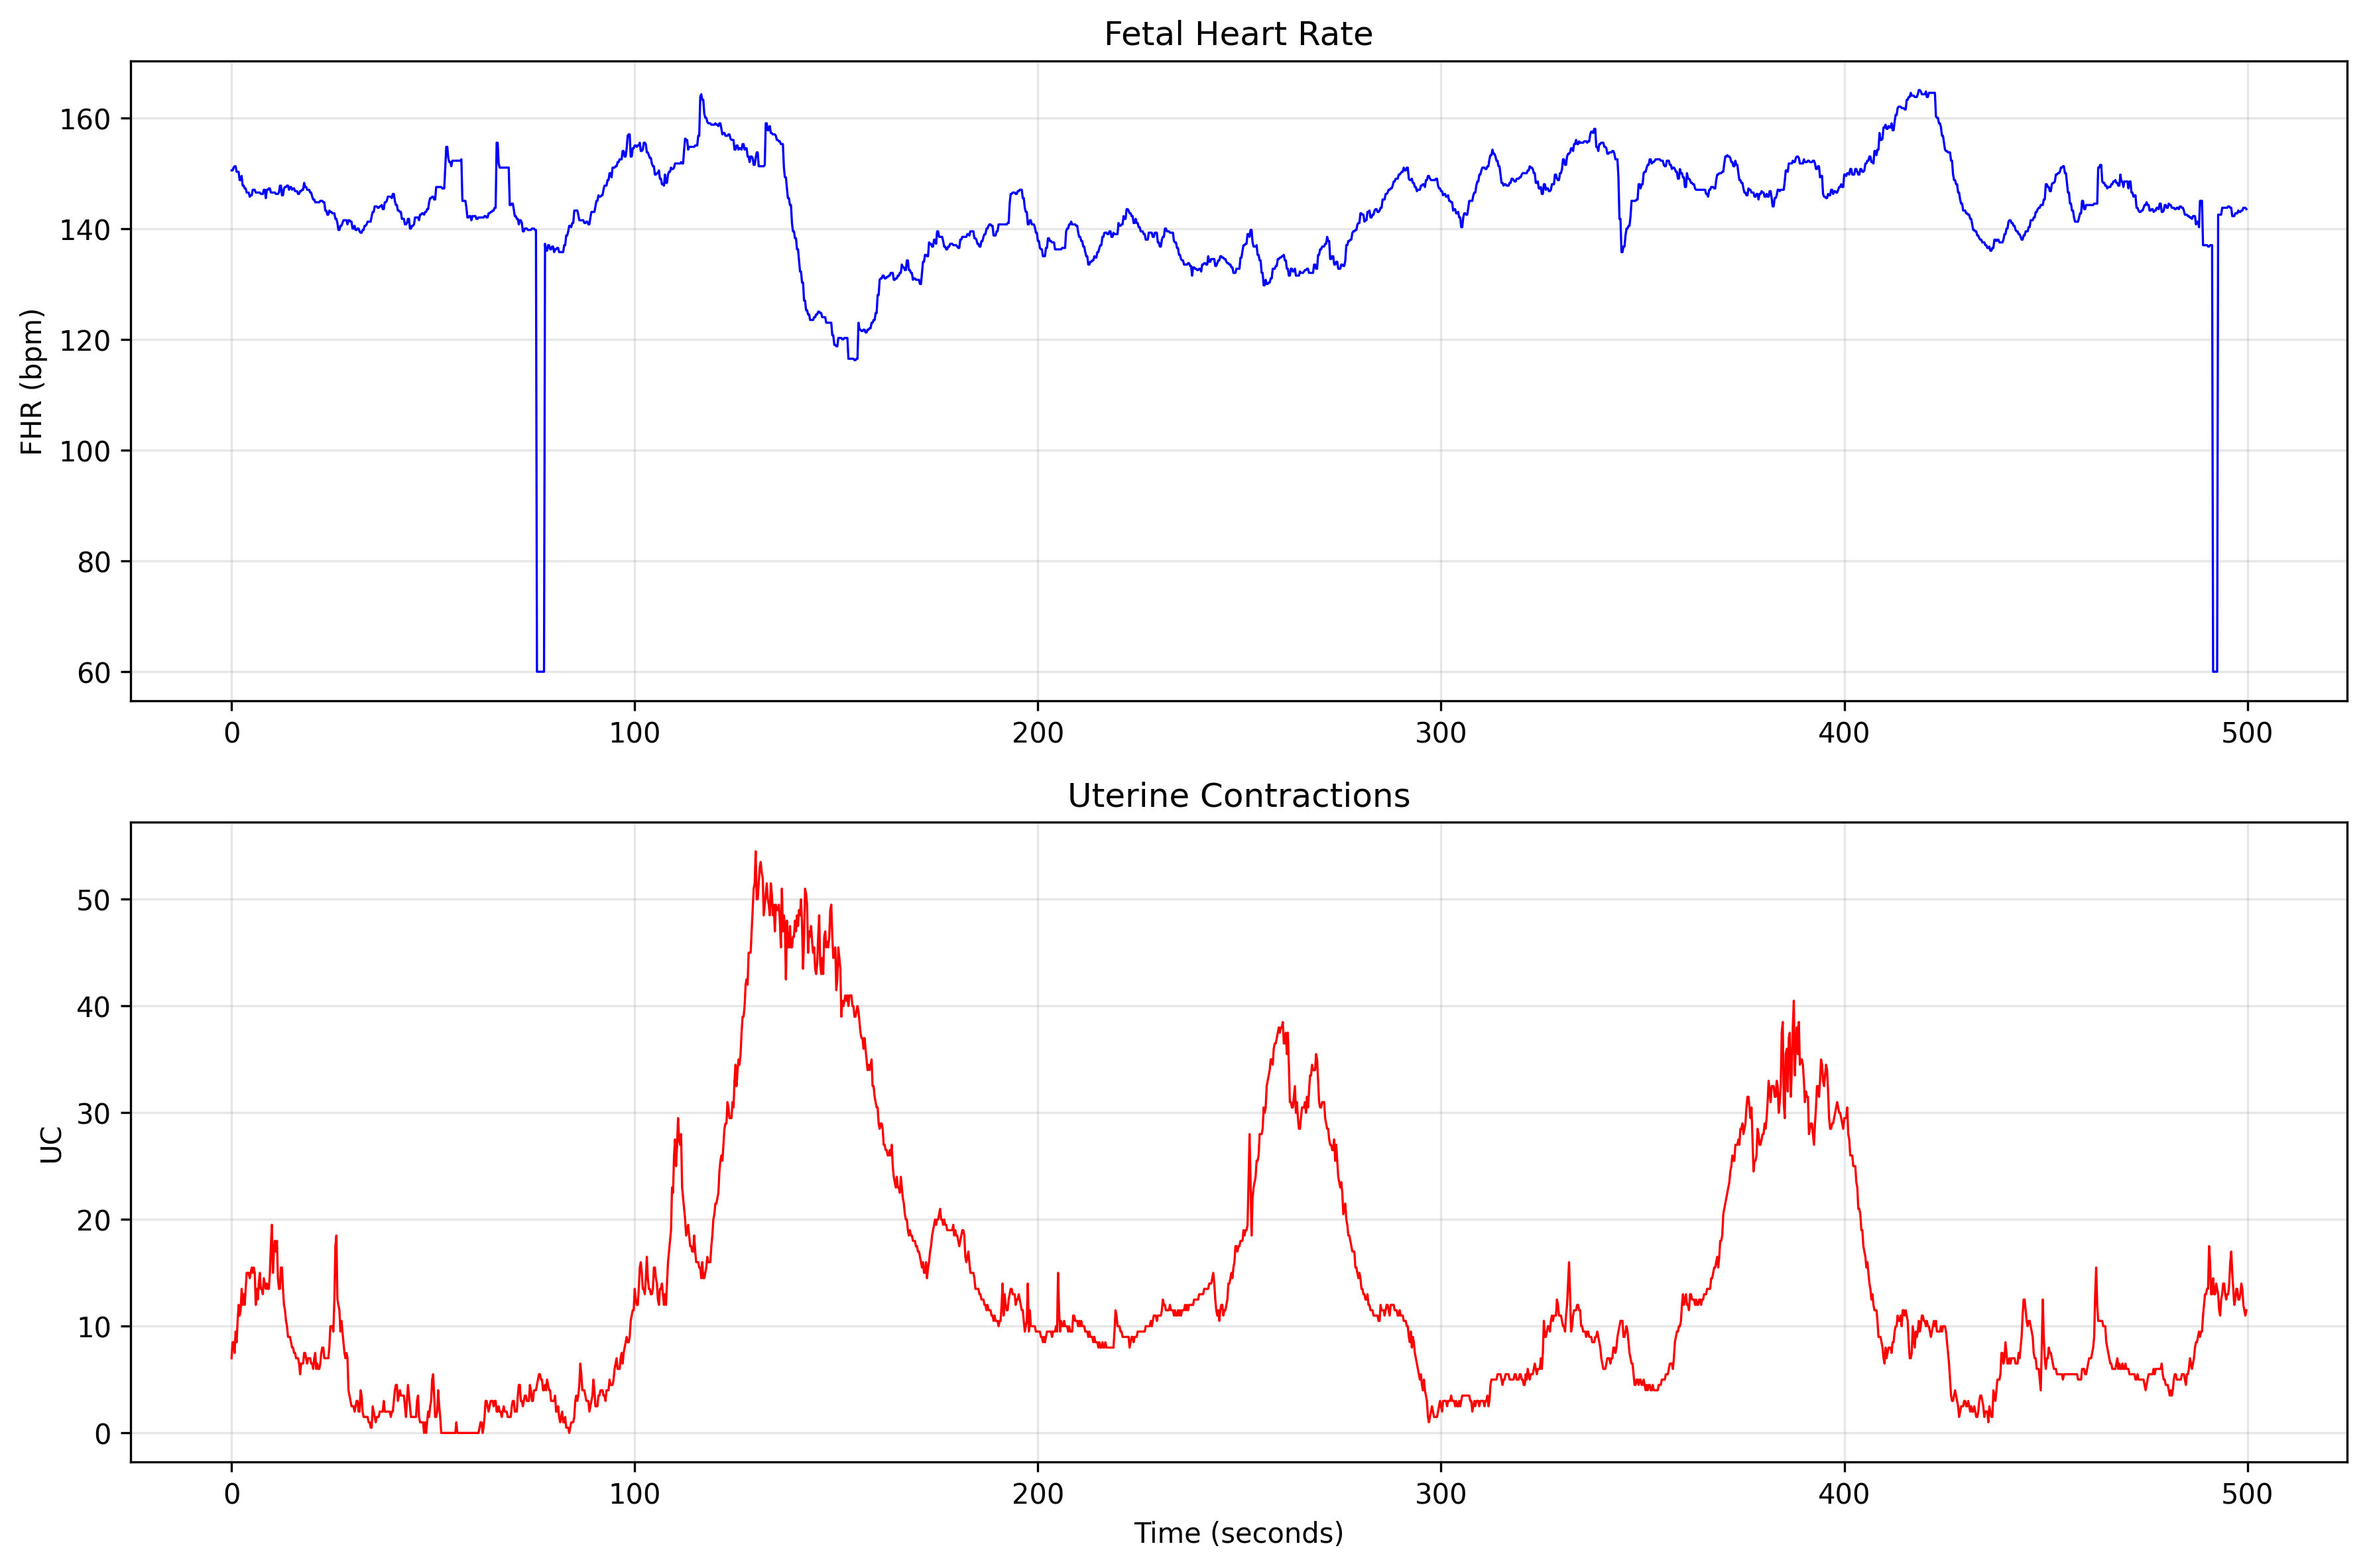 Fetal Heart Rate
FHR (bpm)
160
140
120
100
80
60
0 100 200 300 400 500
Uterine Contractions
UC
50
40
30
20
10
0
0 100 200 300 400 500
Time (seconds)